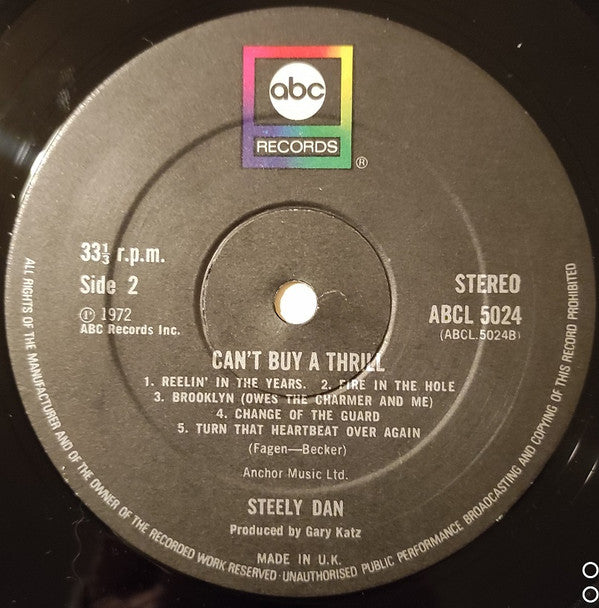 abc
RECORDS
®
33⅓ r.p.m.
Side 2
℗ 1972
ABC Records Inc.
STEREO
ABCL 5024
(ABCL.5024B)
CAN'T BUY A THRILL
1. REELIN' IN THE YEARS. 2. FIRE IN THE HOLE
3. BROOKLYN (OWES THE CHARMER AND ME)
4. CHANGE OF THE GUARD
5. TURN THAT HEARTBEAT OVER AGAIN
(Fagen—Becker)
Anchor Music Ltd.
STEELY DAN
Produced by Gary Katz
MADE IN U.K.
ALL RIGHTS OF THE MANUFACTURER AND OF THE OWNER OF THE RECORDED WORK RESERVED·UNAUTHORISED PUBLIC PERFORMANCE BROADCASTING AND COPYING OF THIS RECORD PROHIBITED